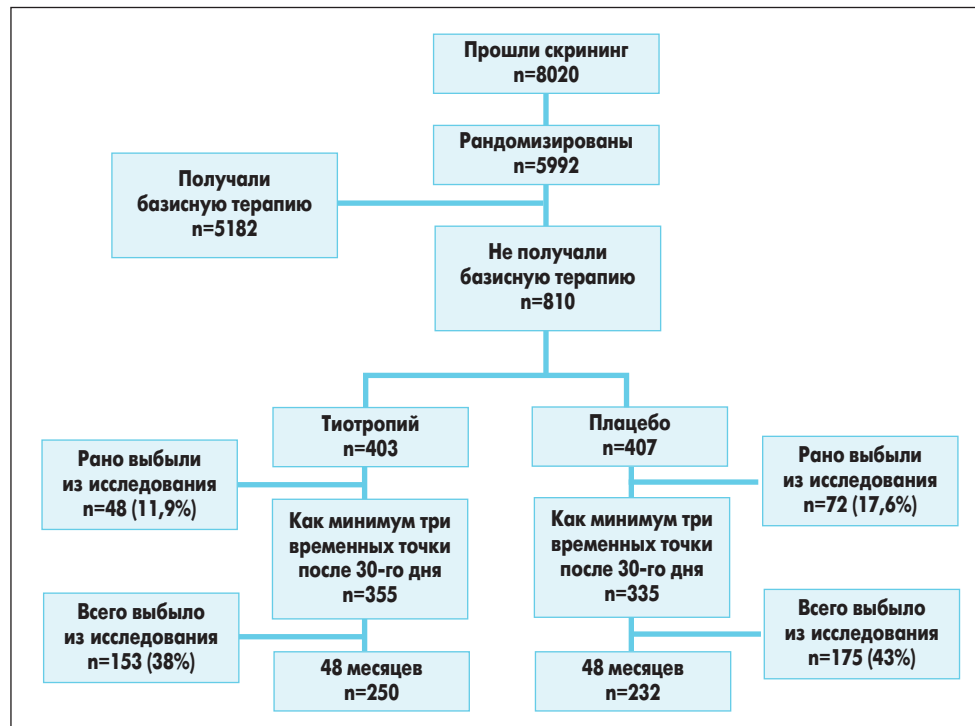 Прошли скрининг
n=8020
Рандомизированы
n=5992
Получали
базисную терапию
n=5182
Не получали
базисную терапию
n=810
Тиотропий
n=403
Плацебо
n=407
Рано выбыли
из исследования
n=48 (11,9%)
Рано выбыли
из исследования
n=72 (17,6%)
Как минимум три
временных точки
после 30-го дня
n=355
Как минимум три
временных точки
после 30-го дня
n=335
Всего выбыло
из исследования
n=153 (38%)
Всего выбыло
из исследования
n=175 (43%)
48 месяцев
n=250
48 месяцев
n=232